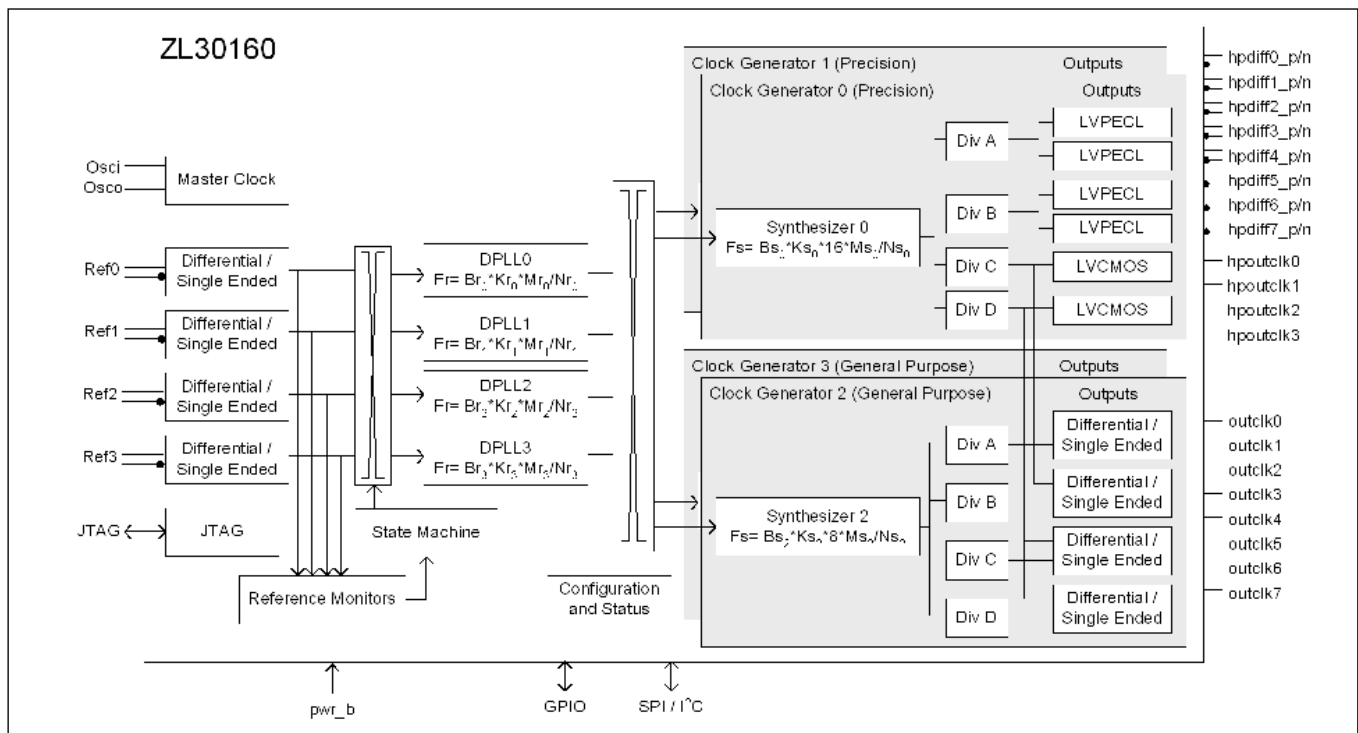 ZL30160
Osci
Osco
Master Clock
Ref0
Differential /
Single Ended
Ref1
Differential /
Single Ended
Ref2
Differential /
Single Ended
Ref3
Differential /
Single Ended
JTAG
JTAG
DPLL0
DPLL1
DPLL2
DPLL3
State Machine
Reference Monitors
Configuration
and Status
Clock Generator 1 (Precision)
Outputs
Clock Generator 0 (Precision)
Outputs
Synthesizer 0
Div A
Div B
Div C
Div D
LVPECL
LVPECL
LVPECL
LVPECL
LVCMOS
LVCMOS
Clock Generator 3 (General Purpose)
Outputs
Clock Generator 2 (General Purpose)
Outputs
Synthesizer 2
Div A
Div B
Div C
Div D
Differential /
Single Ended
Differential /
Single Ended
Differential /
Single Ended
Differential /
Single Ended
hpdiff0_p/n
hpdiff1_p/n
hpdiff2_p/n
hpdiff3_p/n
hpdiff4_p/n
hpdiff5_p/n
hpdiff6_p/n
hpdiff7_p/n
hpoutclk0
hpoutclk1
hpoutclk2
hpoutclk3
outclk0
outclk1
outclk2
outclk3
outclk4
outclk5
outclk6
outclk7
pwr_b
GPIO
SPI / I²C